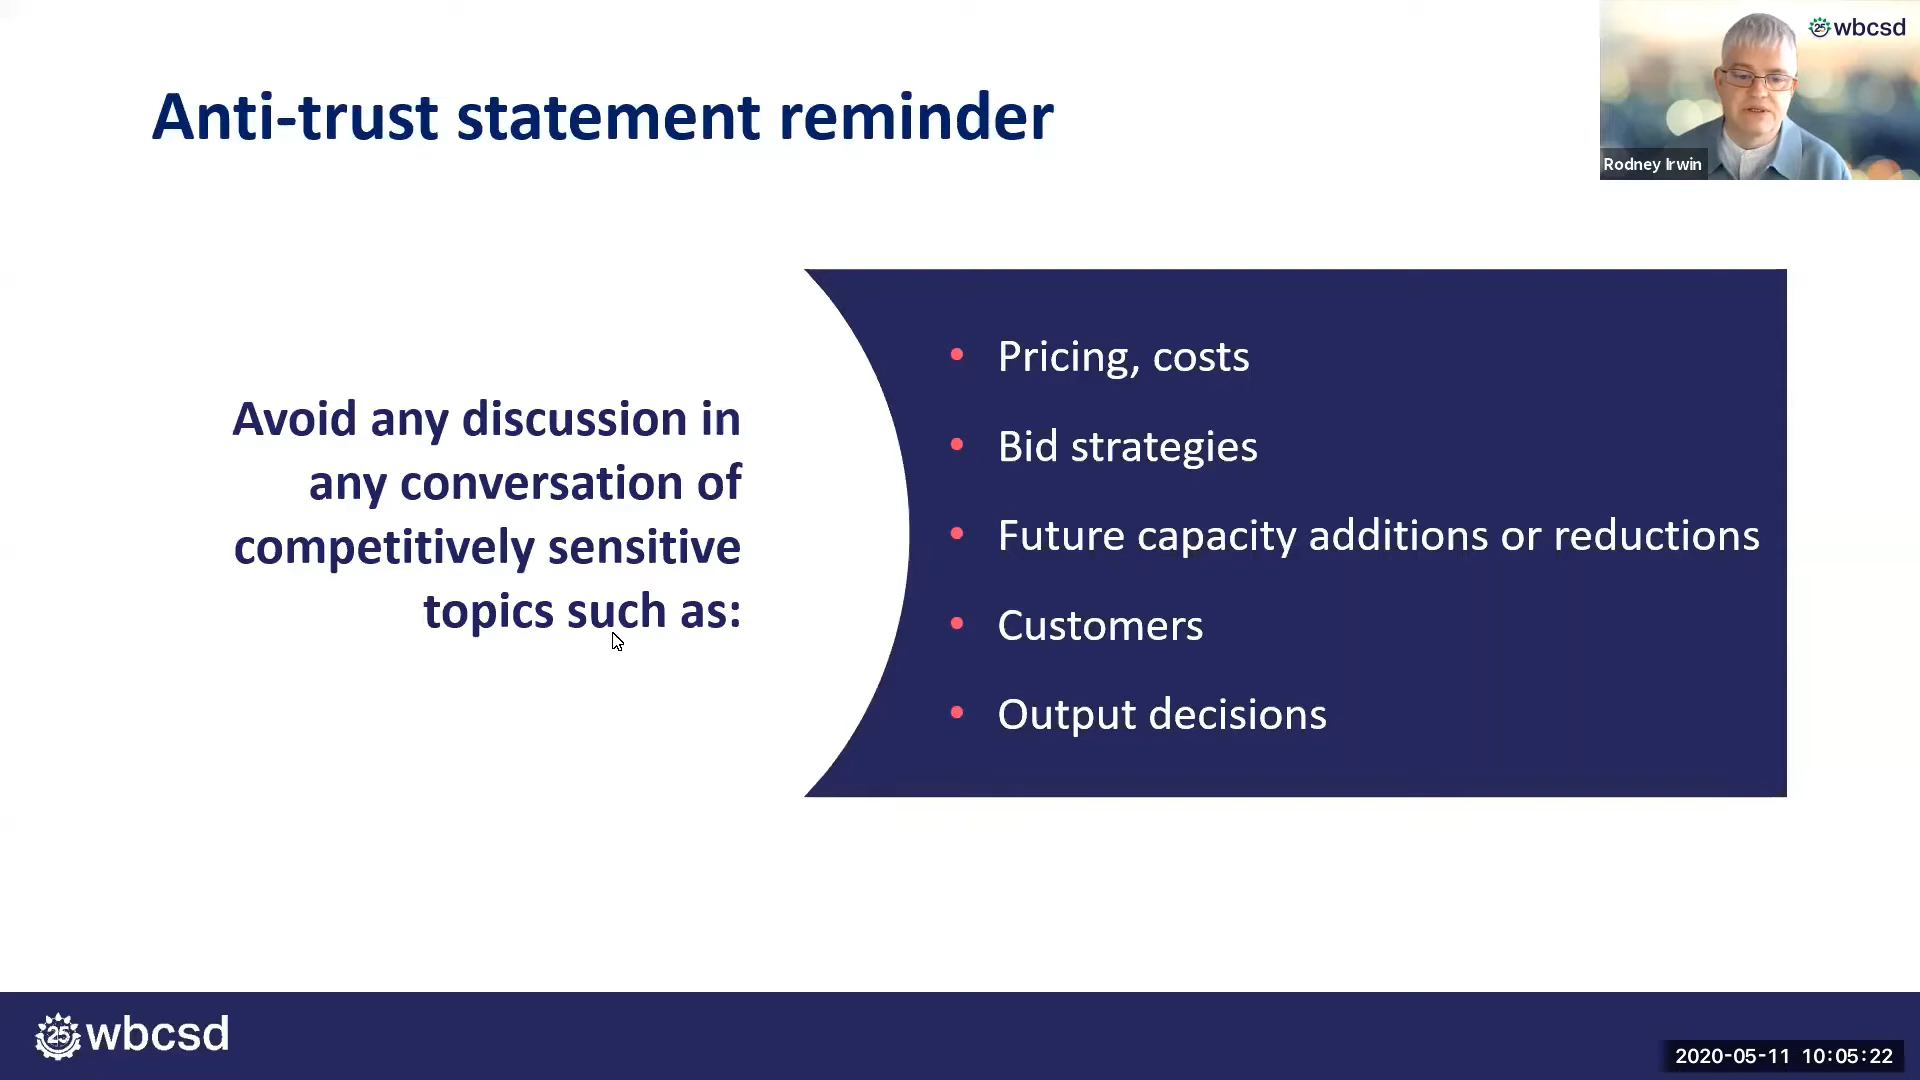 wbcsd
Anti-trust statement reminder
Rodney Irwin
Avoid any discussion in
any conversation of
competitively sensitive
topics such as:
• Pricing, costs
• Bid strategies
• Future capacity additions or reductions
• Customers
• Output decisions
25 wbcsd
2020-05-11 10:05:22